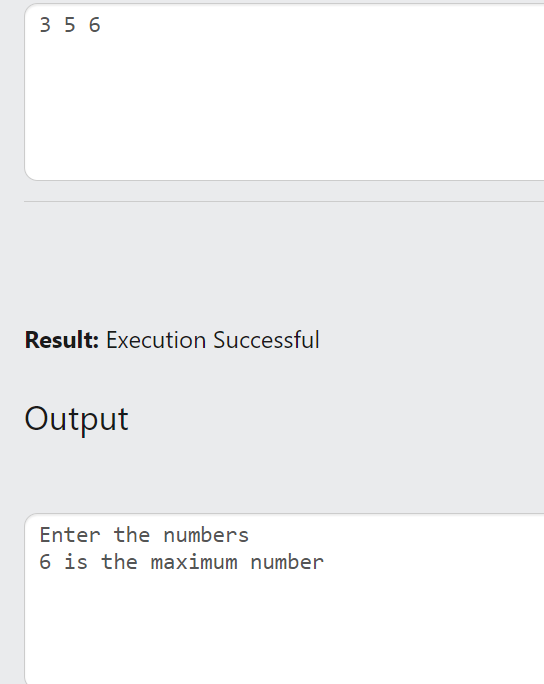 3 5 6
Result: Execution Successful
Output
Enter the numbers
6 is the maximum number